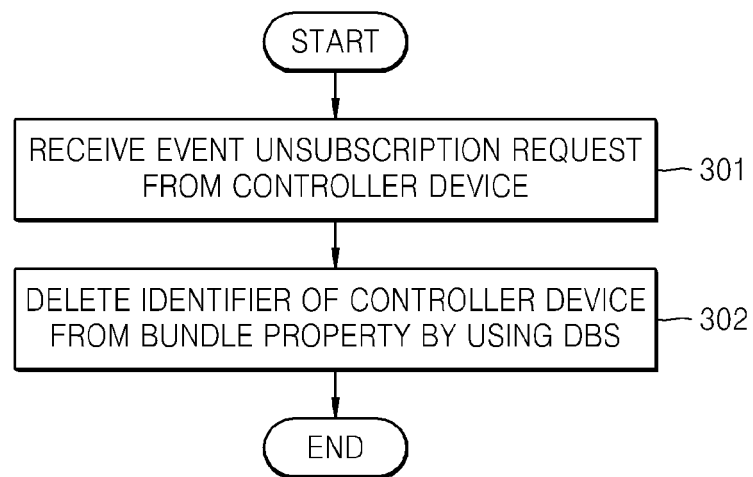 START
RECEIVE EVENT UNSUBSCRIPTION REQUEST
FROM CONTROLLER DEVICE
301
DELETE IDENTIFIER OF CONTROLLER DEVICE
FROM BUNDLE PROPERTY BY USING DBS
302
END